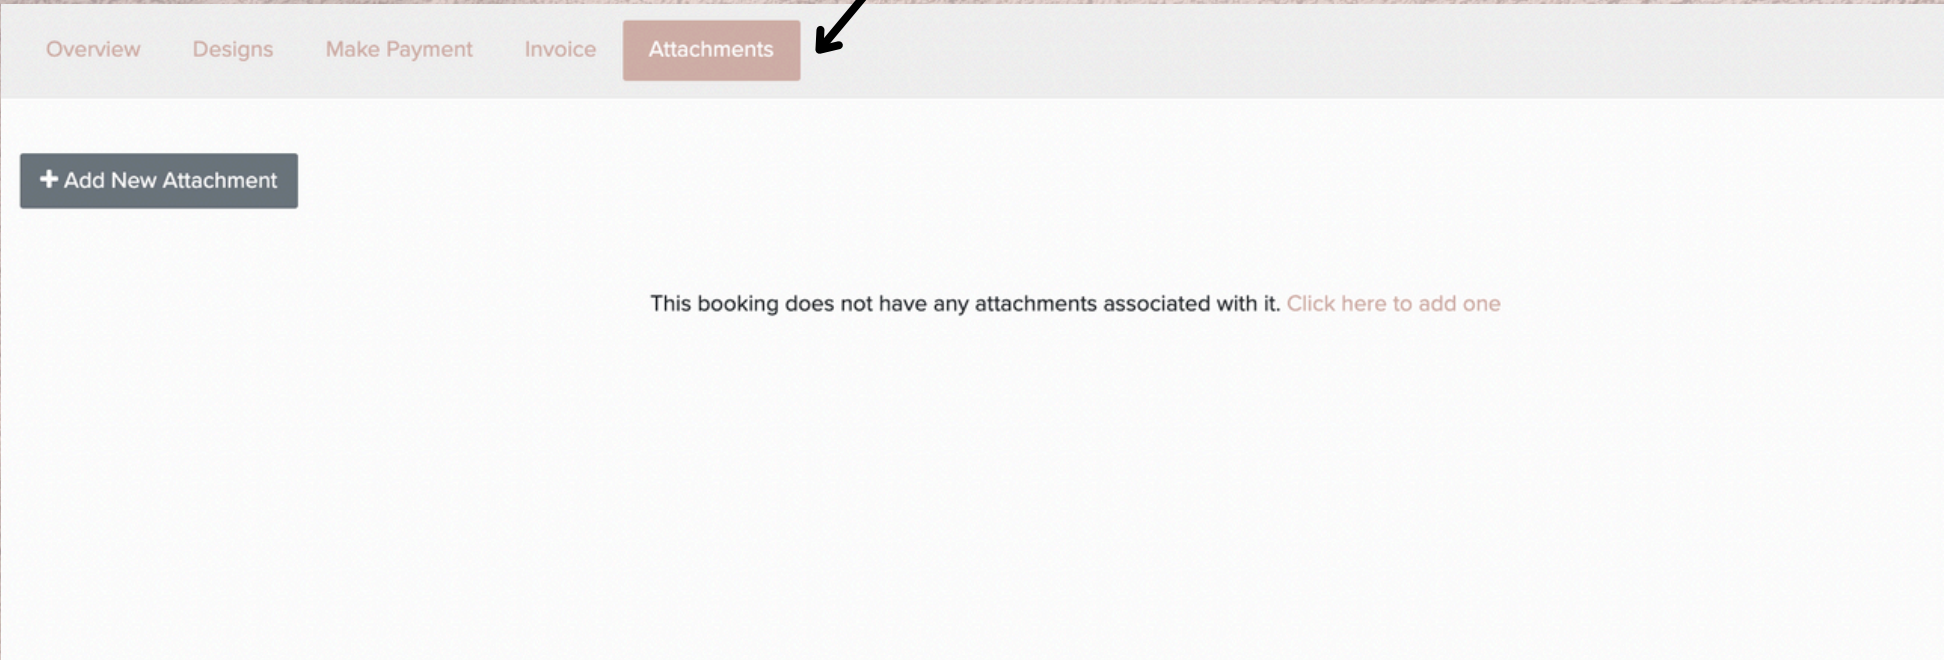 Overview Designs Make Payment Invoice Attachments
+ Add New Attachment
This booking does not have any attachments associated with it. Click here to add one